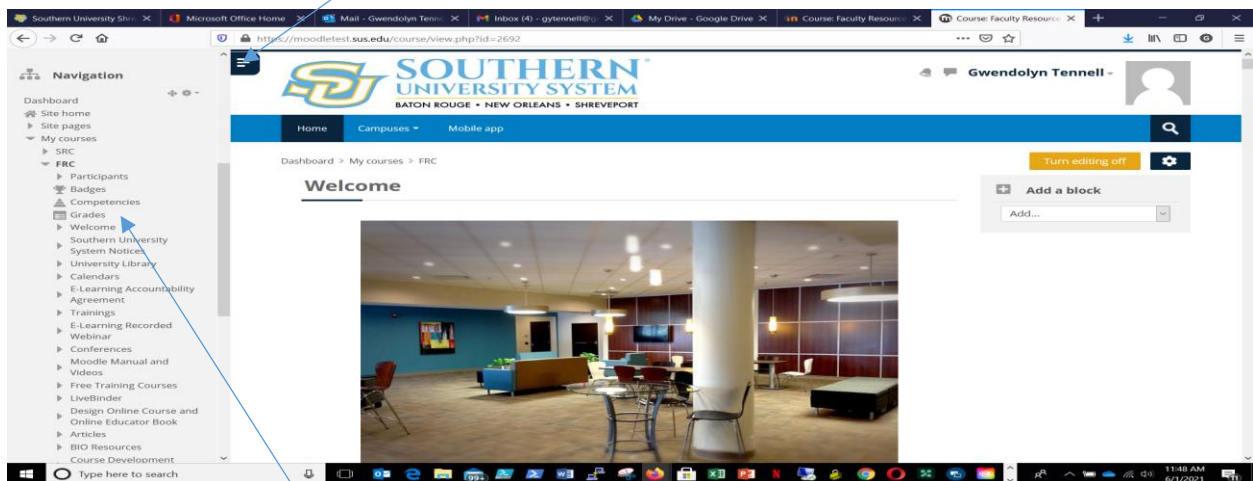 Southern University Shre
Microsoft Office Home
Mail - Gwendolyn Tenne
Inbox (4) - gytennell@g
My Drive - Google Drive
Course: Faculty Resource
Course: Faculty Resource
https://moodletest.sus.edu/course/view.php?id=2692
Navigation
Dashboard
Site home
Site pages
My courses
SRC
FRC
Participants
Badges
Competencies
Grades
Welcome
Southern University
System Notices
University Library
Calendars
E-Learning Accountability
Agreement
Trainings
E-Learning Recorded
Webinar
Conferences
Moodle Manual and
Videos
Free Training Courses
LiveBinder
Design Online Course and
Online Educator Book
Articles
BIO Resources
Course Development
SU
SOUTHERN
UNIVERSITY SYSTEM
BATON ROUGE • NEW ORLEANS • SHREVEPORT
Gwendolyn Tennell
Home Campuses Mobile app
Dashboard > My courses > FRC
Turn editing off
Welcome
Add a block
Add...
Type here to search
99+
11:48 AM
6/1/2021